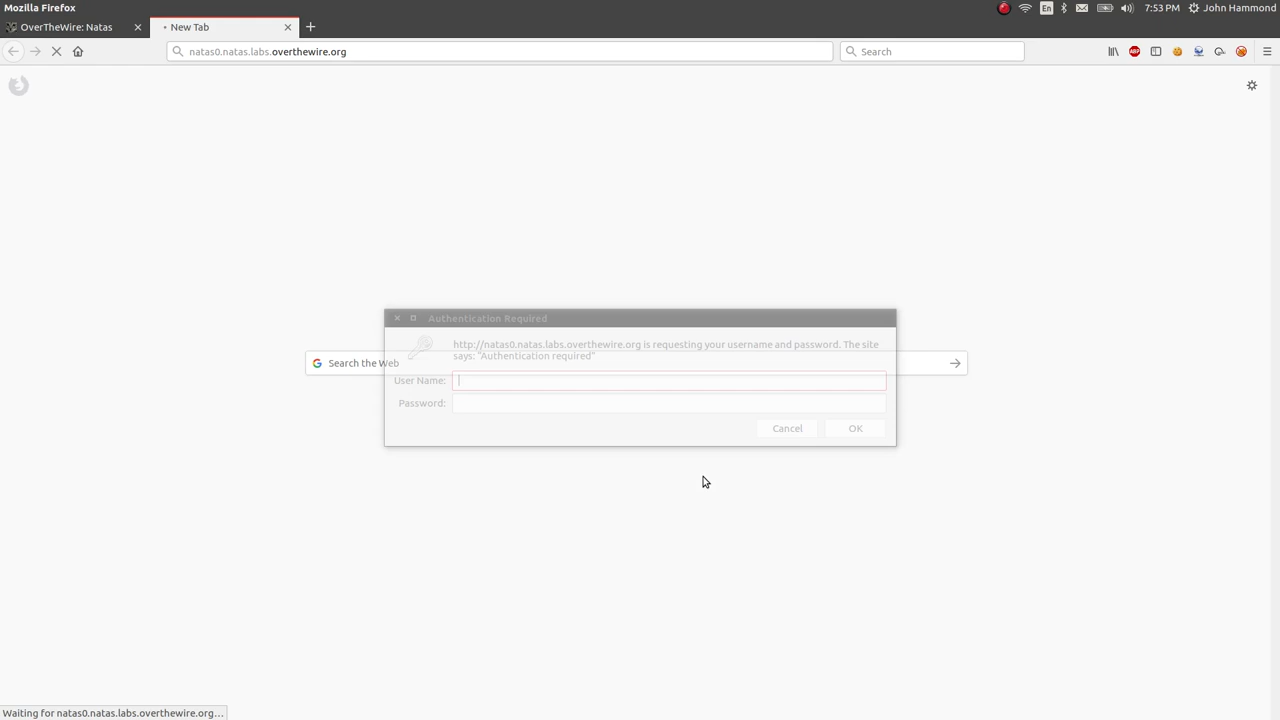 Mozilla Firefox
En
7:53 PM
John Hammond
OverTheWire: Natas
New Tab
natas0.natas.labs.overthewire.org
Search
ABP
Authentication Required
http://natas0.natas.labs.overthewire.org is requesting your username and password. The site
says: "Authentication required"
Search the Web
User Name:
Password:
Cancel
OK
Waiting for natas0.natas.labs.overthewire.org...